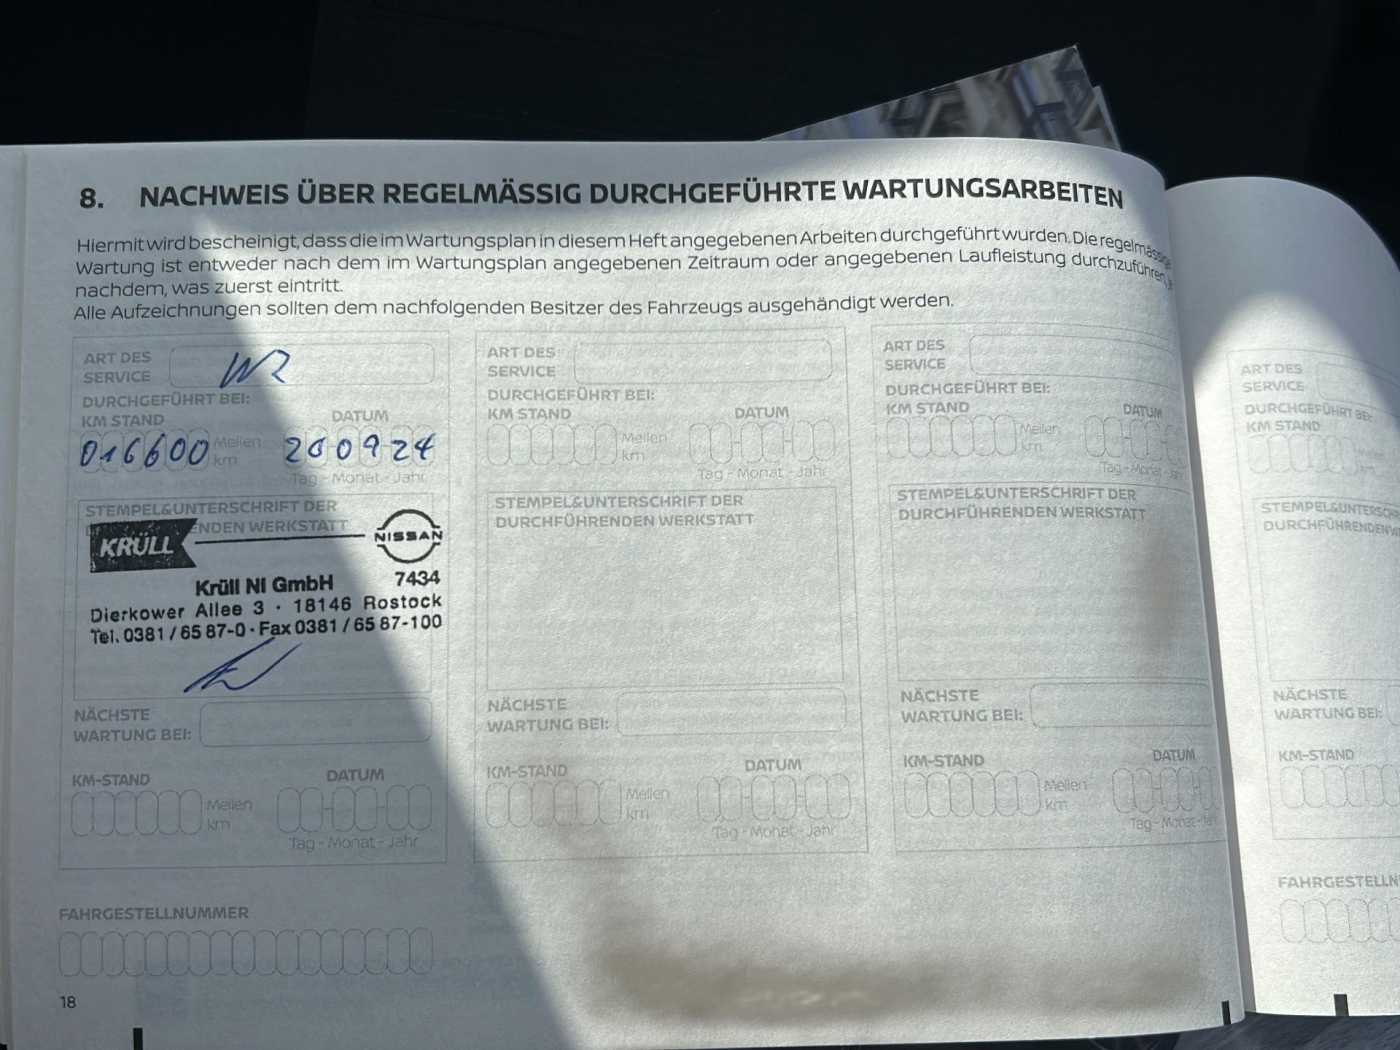 8. NACHWEIS ÜBER REGELMÄSSIG DURCHGEFÜHRTE WARTUNGSARBEITEN
Hiermit wird bescheinigt, dass die im Wartungsplan in diesem Heft angegebenen Arbeiten durchgeführt wurden. Die regelmässige
Wartung ist entweder nach dem im Wartungsplan angegebenen Zeitraum oder angegebenen Laufleistung durchzuführen, je
nachdem, was zuerst eintritt.
Alle Aufzeichnungen sollten dem nachfolgenden Besitzer des Fahrzeugs ausgehändigt werden.
ART DES
SERVICE
DURCHGEFÜHRT BEI:
KM STAND DATUM
016600 Meilen km 260924
Tag - Monat - Jahr
STEMPEL&UNTERSCHRIFT DER
ENDEN WERKSTATT
KRÜLL NISSAN
Krüll NI GmbH 7434
Dierkower Allee 3 · 18146 Rostock
Tel. 0381 / 65 87-0 · Fax 0381 / 65 87-100
NÄCHSTE
WARTUNG BEI:
KM-STAND DATUM
Meilen
km
Tag - Monat - Jahr
FAHRGESTELLNUMMER
18
ART DES
SERVICE
DURCHGEFÜHRT BEI:
KM STAND DATUM
Meilen
km
Tag - Monat - Jahr
STEMPEL&UNTERSCHRIFT DER
DURCHFÜHRENDEN WERKSTATT
NÄCHSTE
WARTUNG BEI:
KM-STAND DATUM
Meilen
km
Tag - Monat - Jahr
ART DES
SERVICE
DURCHGEFÜHRT BEI:
KM STAND DATUM
Meilen
km
Tag - Monat
STEMPEL&UNTERSCHRIFT DER
DURCHFÜHRENDEN WERKSTATT
NÄCHSTE
WARTUNG BEI:
KM-STAND DATUM
Meilen
km
Tag - Monat - Jahr
ART DES
SERVICE
DURCHGEFÜHRT BEI:
KM STAND
STEMPEL&UNTERSCHR
DURCHFÜHRENDEN W
NÄCHSTE
WARTUNG BEI:
KM-STAND
FAHRGESTELLN